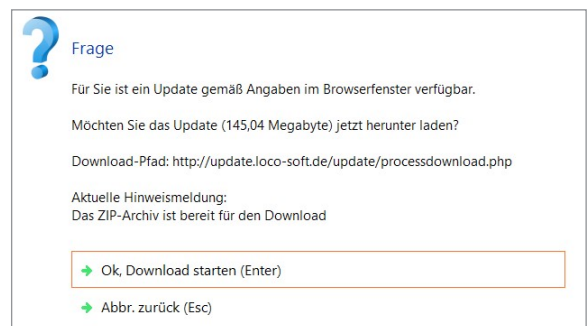 Frage
Für Sie ist ein Update gemäß Angaben im Browserfenster verfügbar.
Möchten Sie das Update (145,04 Megabyte) jetzt herunter laden?
Download-Pfad: http://update.loco-soft.de/update/processdownload.php
Aktuelle Hinweismeldung:
Das ZIP-Archiv ist bereit für den Download
Ok, Download starten (Enter)
Abbr. zurück (Esc)